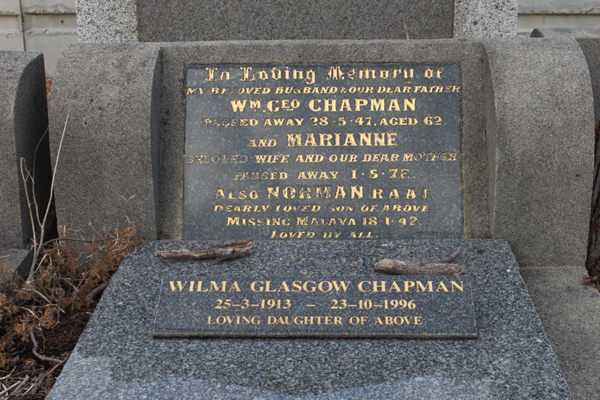 In Loving Memory of
MY BELOVED HUSBAND & OUR DEAR FATHER
WM. GEO CHAPMAN
PASSED AWAY 28·5·47. AGED 62.
AND MARIANNE
BELOVED WIFE AND OUR DEAR MOTHER
PASSED AWAY 1·5·72.
ALSO NORMAN R.A.A.F.
DEARLY LOVED SON OF ABOVE
MISSING MALAYA 18·1·42.
LOVED BY ALL.
WILMA GLASGOW CHAPMAN
25-3-1913 - 23-10-1996
LOVING DAUGHTER OF ABOVE